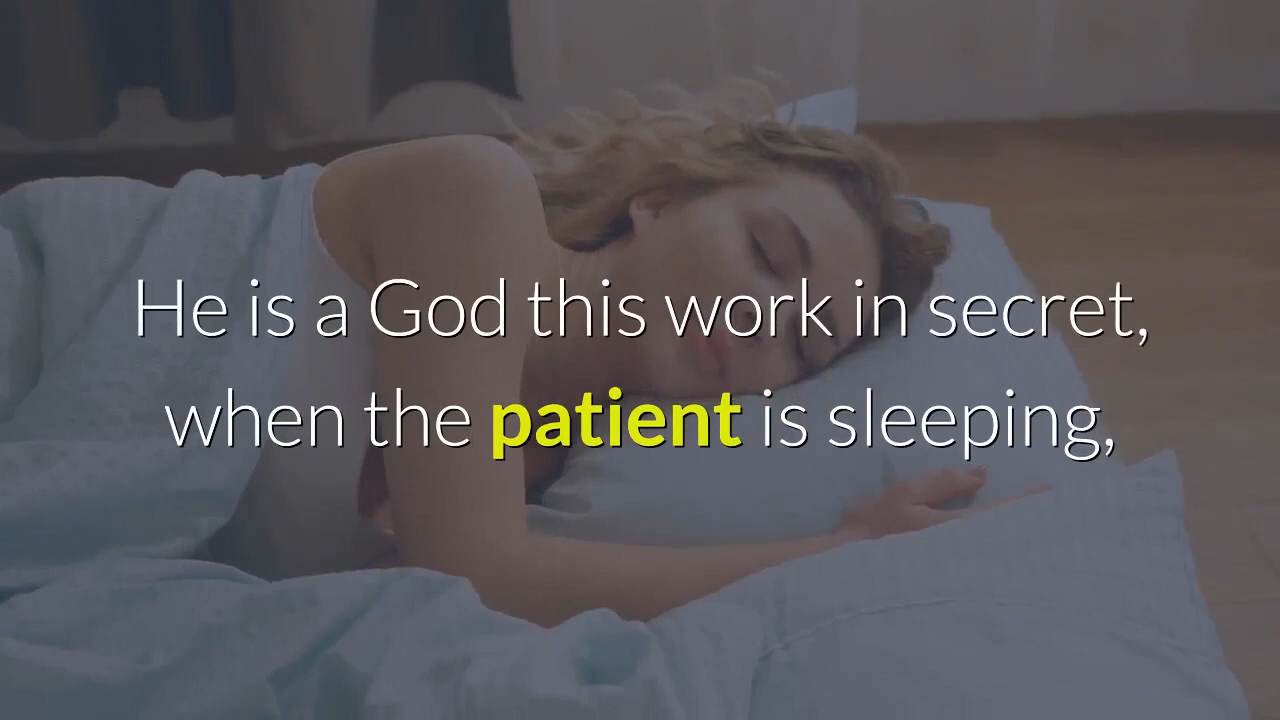 He is a God this work in secret,
when the patient is sleeping,